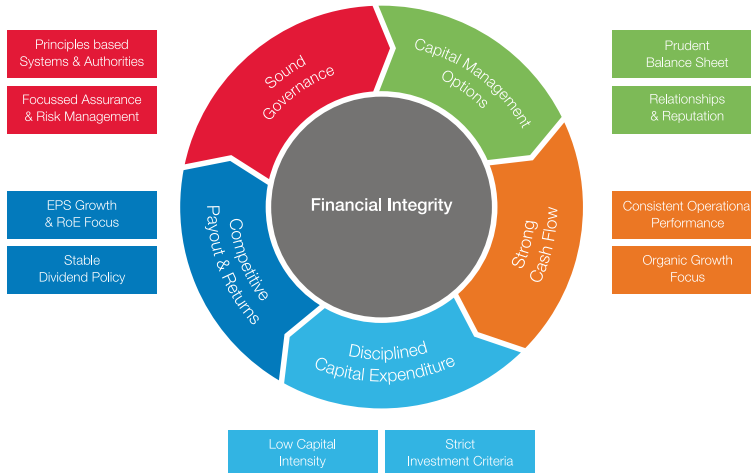 Principles based
Systems & Authorities
Focussed Assurance
& Risk Management
EPS Growth
& RoE Focus
Stable
Dividend Policy
Sound
Governance
Capital Management
Options
Strong
Cash Flow
Disciplined
Capital Expenditure
Competitive
Payout & Returns
Financial Integrity
Prudent
Balance Sheet
Relationships
& Reputation
Consistent Operationa
Performance
Organic Growth
Focus
Low Capital
Intensity
Strict
Investment Criteria